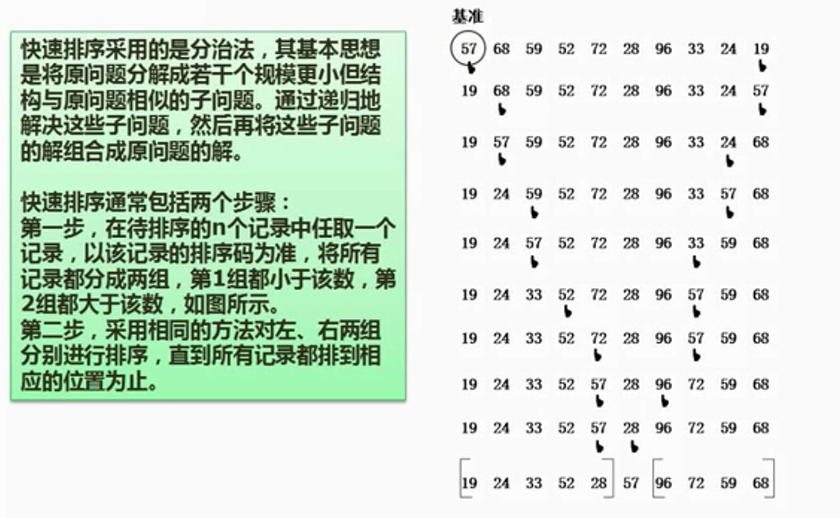 快速排序采用的是分治法，其基本思想
是将原问题分解成若干个规模更小但结
构与原问题相似的子问题。通过递归地
解决这些子问题，然后再将这些子问题
的解组合成原问题的解。
快速排序通常包括两个步骤：
第一步，在待排序的n个记录中任取一个
记录，以该记录的排序码为准，将所有
记录都分成两组，第1组都小于该数，第
2组都大于该数，如图所示。
第二步，采用相同的方法对左、右两组
分别进行排序，直到所有记录都排到相
应的位置为止。
基准
57 68 59 52 72 28 96 33 24 19
19 68 59 52 72 28 96 33 24 57
19 57 59 52 72 28 96 33 24 68
19 24 59 52 72 28 96 33 57 68
19 24 57 52 72 28 96 33 59 68
19 24 33 52 72 28 96 57 59 68
19 24 33 52 72 28 96 57 59 68
19 24 33 52 57 28 96 72 59 68
19 24 33 52 57 28 96 72 59 68
[19 24 33 52 28] 57 [96 72 59 68]